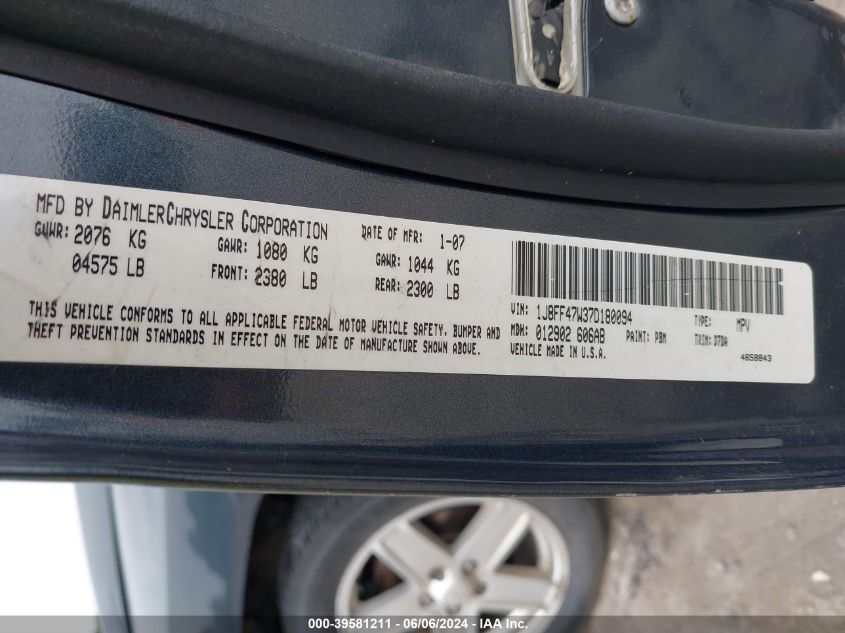 MFD BY DAIMLERCHRYSLER CORPORATION DATE OF MFR: 1-07
GVWR: 2076 KG GAWR: 1080 KG GAWR: 1044 KG
04575 LB FRONT: 2380 LB REAR: 2300 LB
THIS VEHICLE CONFORMS TO ALL APPLICABLE FEDERAL MOTOR VEHICLE SAFETY, BUMPER AND
THEFT PREVENTION STANDARDS IN EFFECT ON THE DATE OF MANUFACTURE SHOWN ABOVE.
VIN: 1J8FF47W37D180094 TYPE: MPV
MDH: 012902 606AB PAINT: PBM TRIM: D7DA
VEHICLE MADE IN U.S.A. 4658843
000-39581211 - 06/06/2024 - IAA Inc.